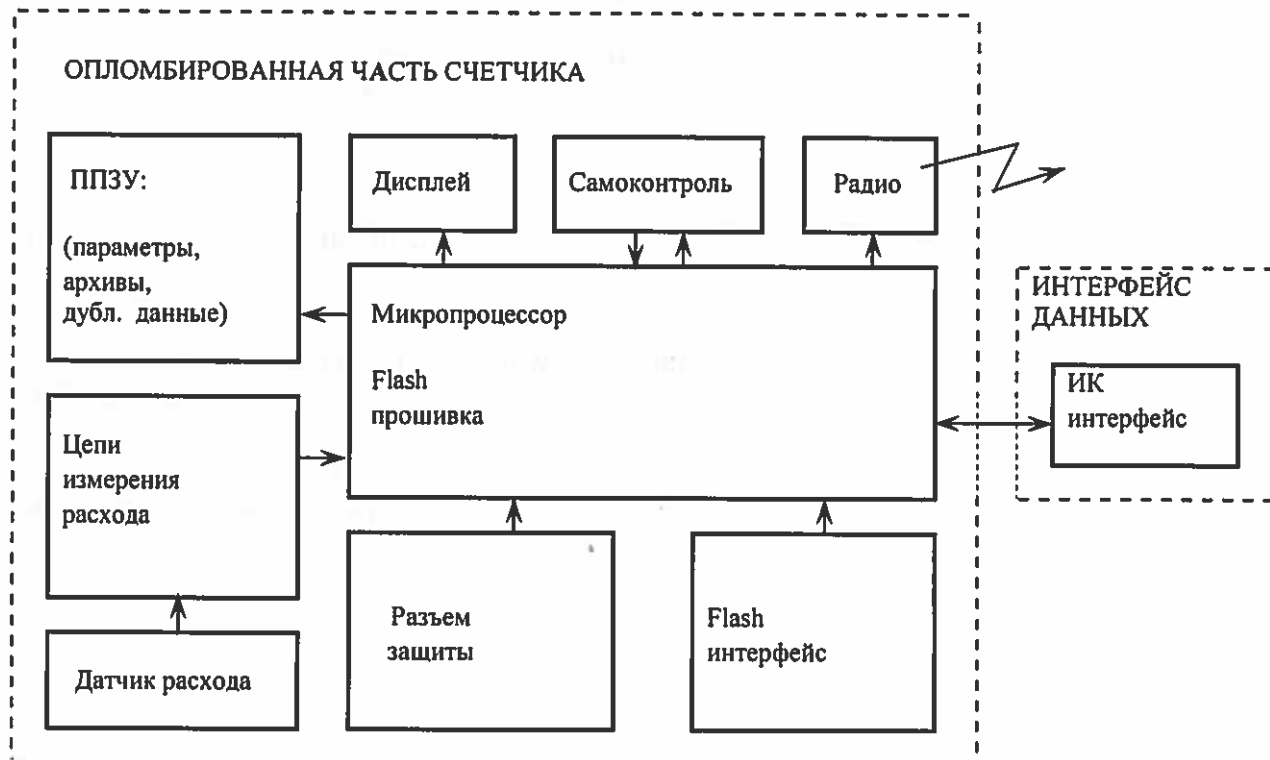 ОПЛОМБИРОВАННАЯ ЧАСТЬ СЧЕТЧИКА
ППЗУ:
(параметры,
архивы,
дубл. данные)
Дисплей
Самоконтроль
Радио
Микропроцессор
Flash
прошивка
ИНТЕРФЕЙС
ДАННЫХ
ИК
интерфейс
Цепи
измерения
расхода
Датчик расхода
Разъем
защиты
Flash
интерфейс